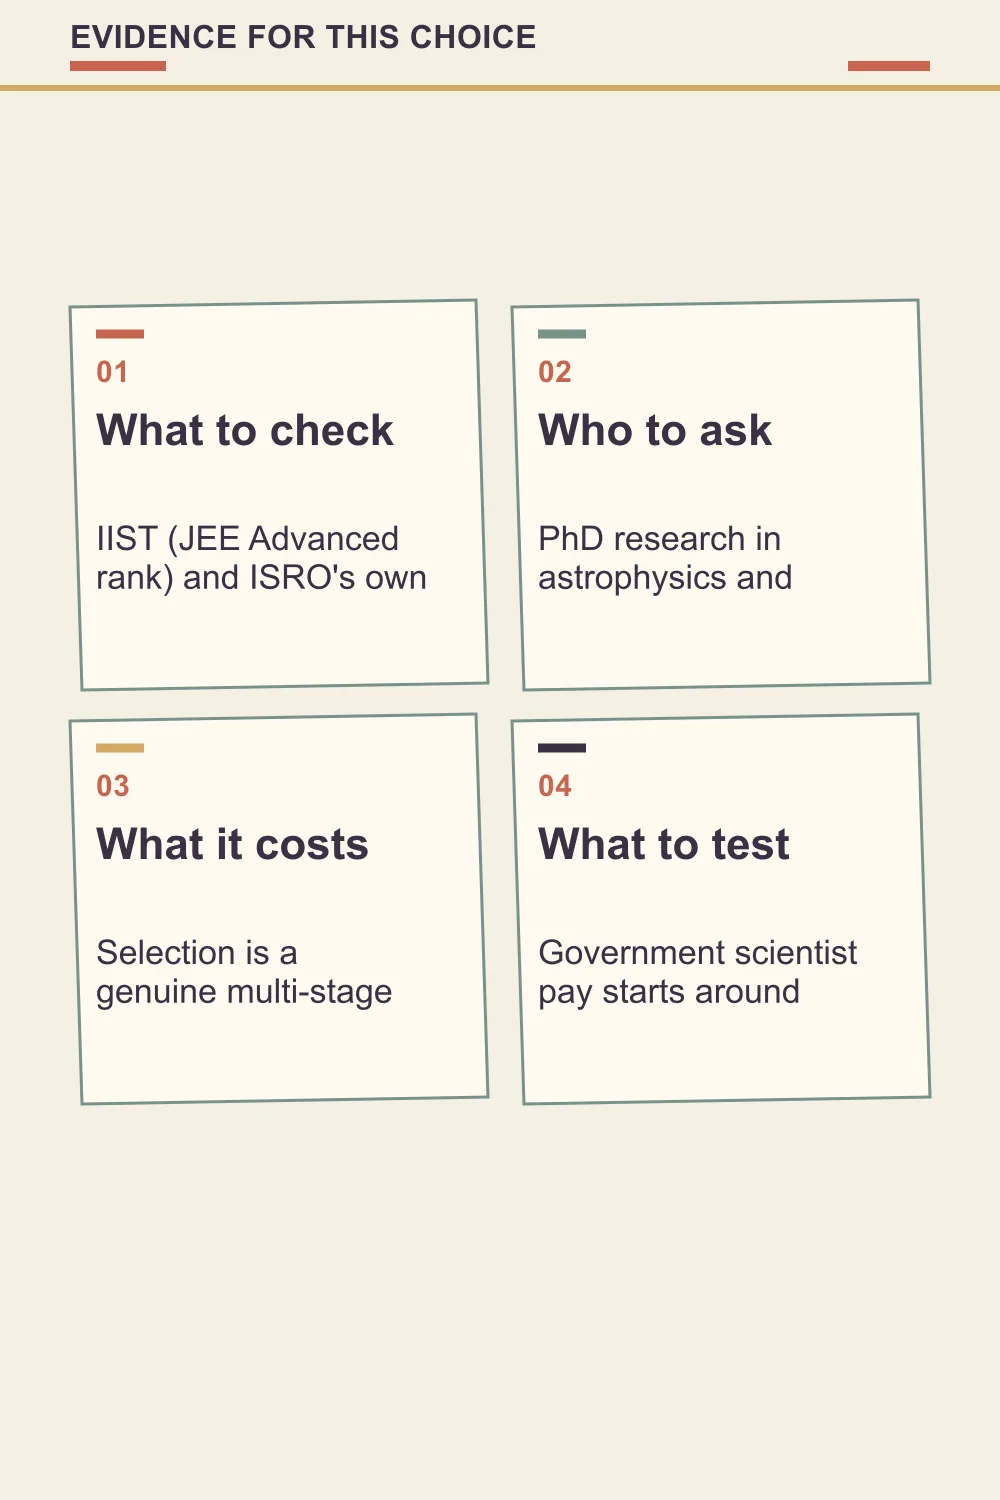 EVIDENCE FOR THIS CHOICE
01
What to check
IIST (JEE Advanced
rank) and ISRO's own
02
Who to ask
PhD research in
astrophysics and
03
What it costs
Selection is a
genuine multi-stage
04
What to test
Government scientist
pay starts around